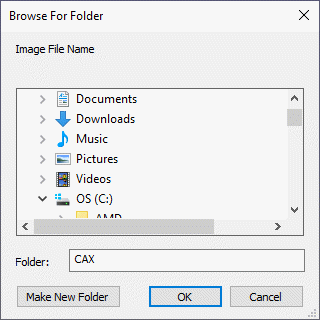 Browse For Folder
Image File Name
Documents
Downloads
Music
Pictures
Videos
OS (C:)
AMD
Folder: CAX
Make New Folder OK Cancel